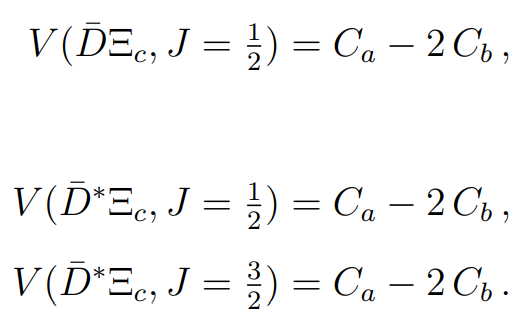 V(D̄Ξ_c, J = 1/2) = C_a − 2 C_b ,
V(D̄*Ξ_c, J = 1/2) = C_a − 2 C_b ,
V(D̄*Ξ_c, J = 3/2) = C_a − 2 C_b .